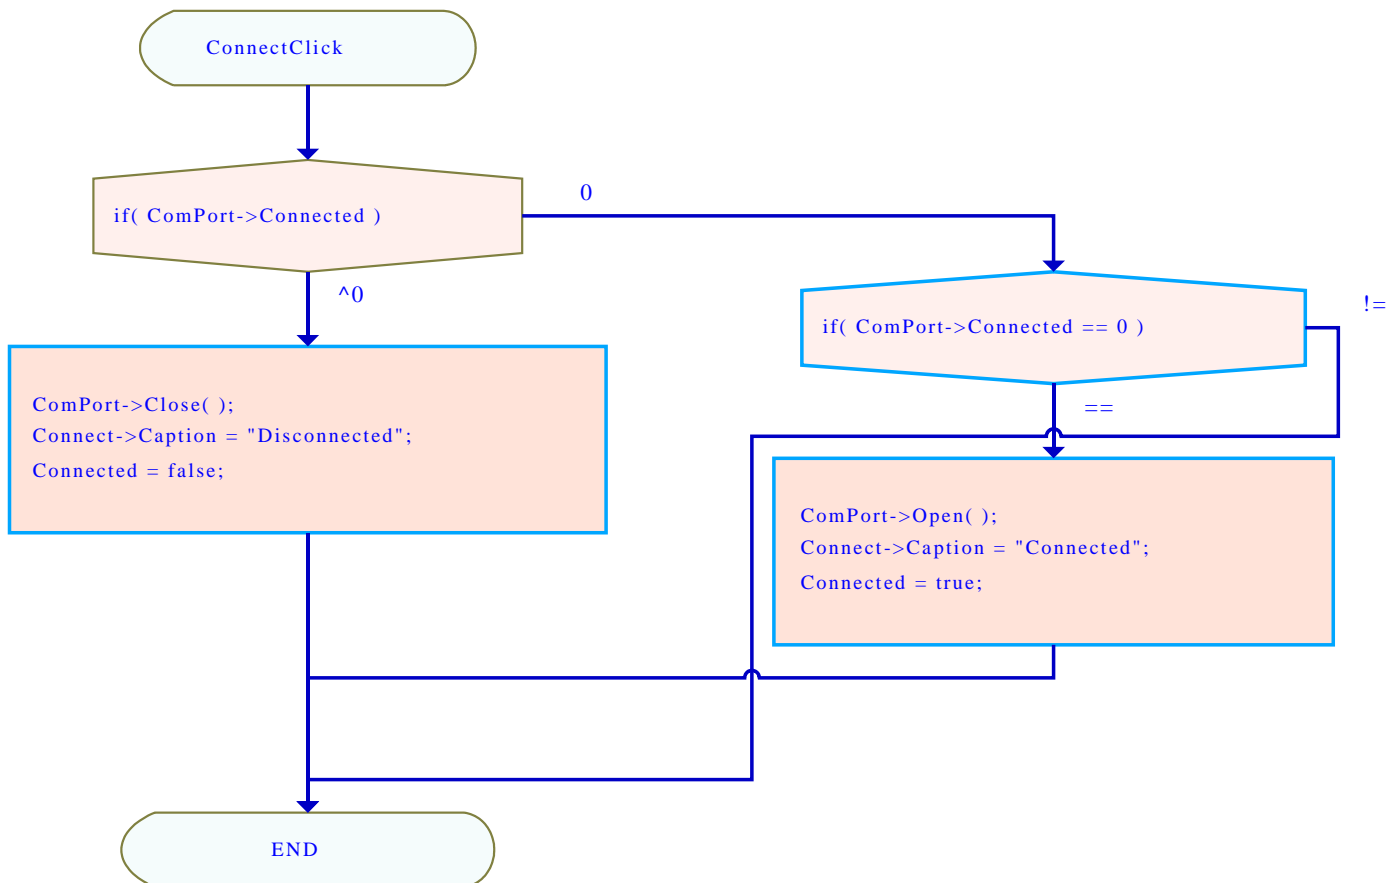 ConnectClick
if( ComPort->Connected )
0
^0
if( ComPort->Connected == 0 )
!=
==
ComPort->Close( );
Connect->Caption = "Disconnected";
Connected = false;
ComPort->Open( );
Connect->Caption = "Connected";
Connected = true;
END